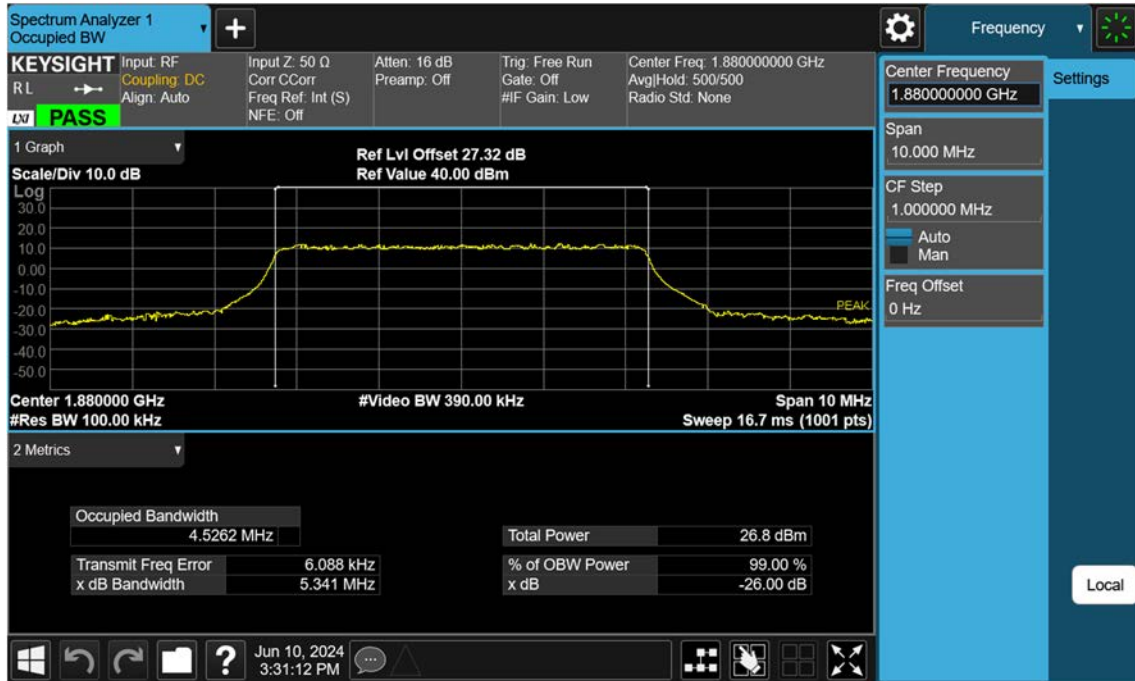 Spectrum Analyzer 1
Occupied BW
+
Frequency
KEYSIGHT
Input: RF
Coupling: DC
Align: Auto
Input Z: 50 Ω
Corr CCorr
Freq Ref: Int (S)
NFE: Off
Atten: 16 dB
Preamp: Off
Trig: Free Run
Gate: Off
#IF Gain: Low
Center Freq: 1.880000000 GHz
Avg|Hold: 500/500
Radio Std: None
R L
LXI
PASS
Center Frequency
1.880000000 GHz
Settings
Span
10.000 MHz
CF Step
1.000000 MHz
Auto
Man
Freq Offset
0 Hz
1 Graph
Scale/Div 10.0 dB
Ref Lvl Offset 27.32 dB
Ref Value 40.00 dBm
Log
30.0
20.0
10.0
0.00
-10.0
-20.0
-30.0
-40.0
-50.0
PEAK
Center 1.880000 GHz
#Video BW 390.00 kHz
Span 10 MHz
#Res BW 100.00 kHz
Sweep 16.7 ms (1001 pts)
2 Metrics
Occupied Bandwidth
4.5262 MHz
Total Power 26.8 dBm
Transmit Freq Error 6.088 kHz
% of OBW Power 99.00 %
x dB Bandwidth 5.341 MHz
x dB -26.00 dB
Local
?
Jun 10, 2024
3:31:12 PM